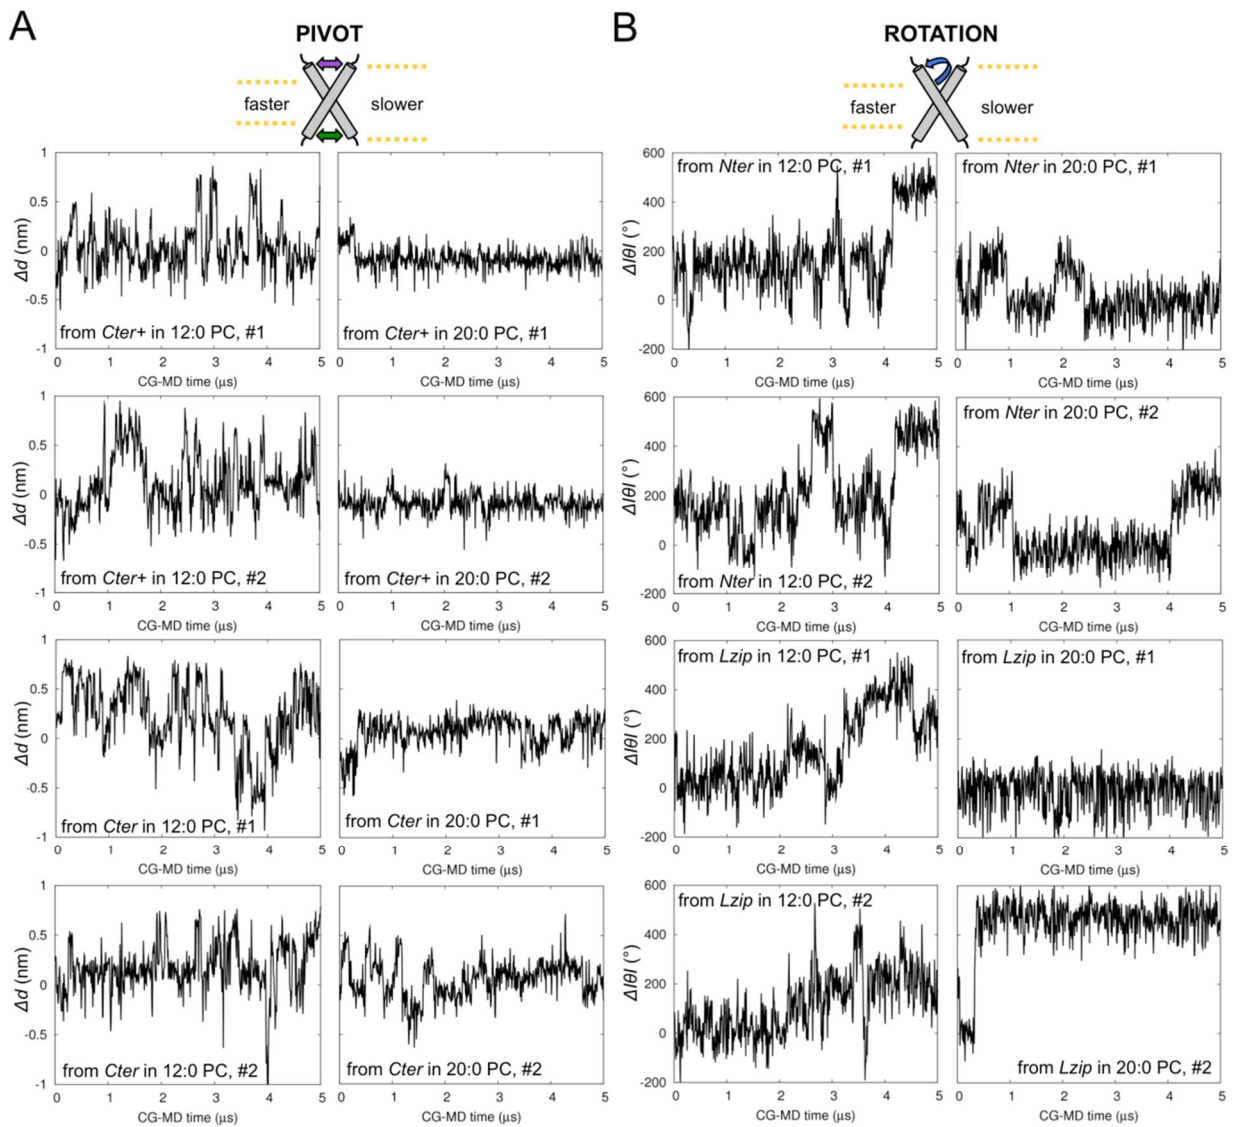 A
PIVOT
faster
slower
B
ROTATION
faster
slower
Δd (nm)
1
0.5
0
-0.5
-1
from Cter+ in 12:0 PC, #1
0 1 2 3 4 5
CG-MD time (μs)
from Cter+ in 20:0 PC, #1
0 1 2 3 4 5
CG-MD time (μs)
Δ|θ| (°)
600
400
200
0
-200
from Nter in 12:0 PC, #1
0 1 2 3 4 5
CG-MD time (μs)
from Nter in 20:0 PC, #1
0 1 2 3 4 5
CG-MD time (μs)
Δd (nm)
1
0.5
0
-0.5
-1
from Cter+ in 12:0 PC, #2
0 1 2 3 4 5
CG-MD time (μs)
from Cter+ in 20:0 PC, #2
0 1 2 3 4 5
CG-MD time (μs)
Δ|θ| (°)
600
400
200
0
-200
from Nter in 12:0 PC, #2
0 1 2 3 4 5
CG-MD time (μs)
from Nter in 20:0 PC, #2
0 1 2 3 4 5
CG-MD time (μs)
Δd (nm)
1
0.5
0
-0.5
-1
from Cter in 12:0 PC, #1
0 1 2 3 4 5
CG-MD time (μs)
from Cter in 20:0 PC, #1
0 1 2 3 4 5
CG-MD time (μs)
Δ|θ| (°)
600
400
200
0
-200
from Lzip in 12:0 PC, #1
0 1 2 3 4 5
CG-MD time (μs)
from Lzip in 20:0 PC, #1
0 1 2 3 4 5
CG-MD time (μs)
Δd (nm)
1
0.5
0
-0.5
-1
from Cter in 12:0 PC, #2
0 1 2 3 4 5
CG-MD time (μs)
from Cter in 20:0 PC, #2
0 1 2 3 4 5
CG-MD time (μs)
Δ|θ| (°)
600
400
200
0
-200
from Lzip in 12:0 PC, #2
0 1 2 3 4 5
CG-MD time (μs)
from Lzip in 20:0 PC, #2
0 1 2 3 4 5
CG-MD time (μs)